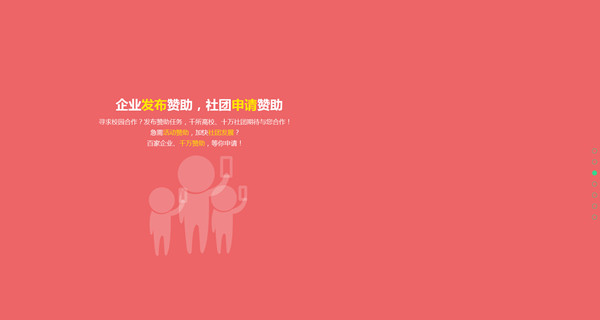 企业发布赞助，社团申请赞助
寻求校园合作？发布赞助任务，千所高校、十万社团期待与您合作！
急需活动赞助，加快社团发展？
百家企业、千万赞助，等你申请！